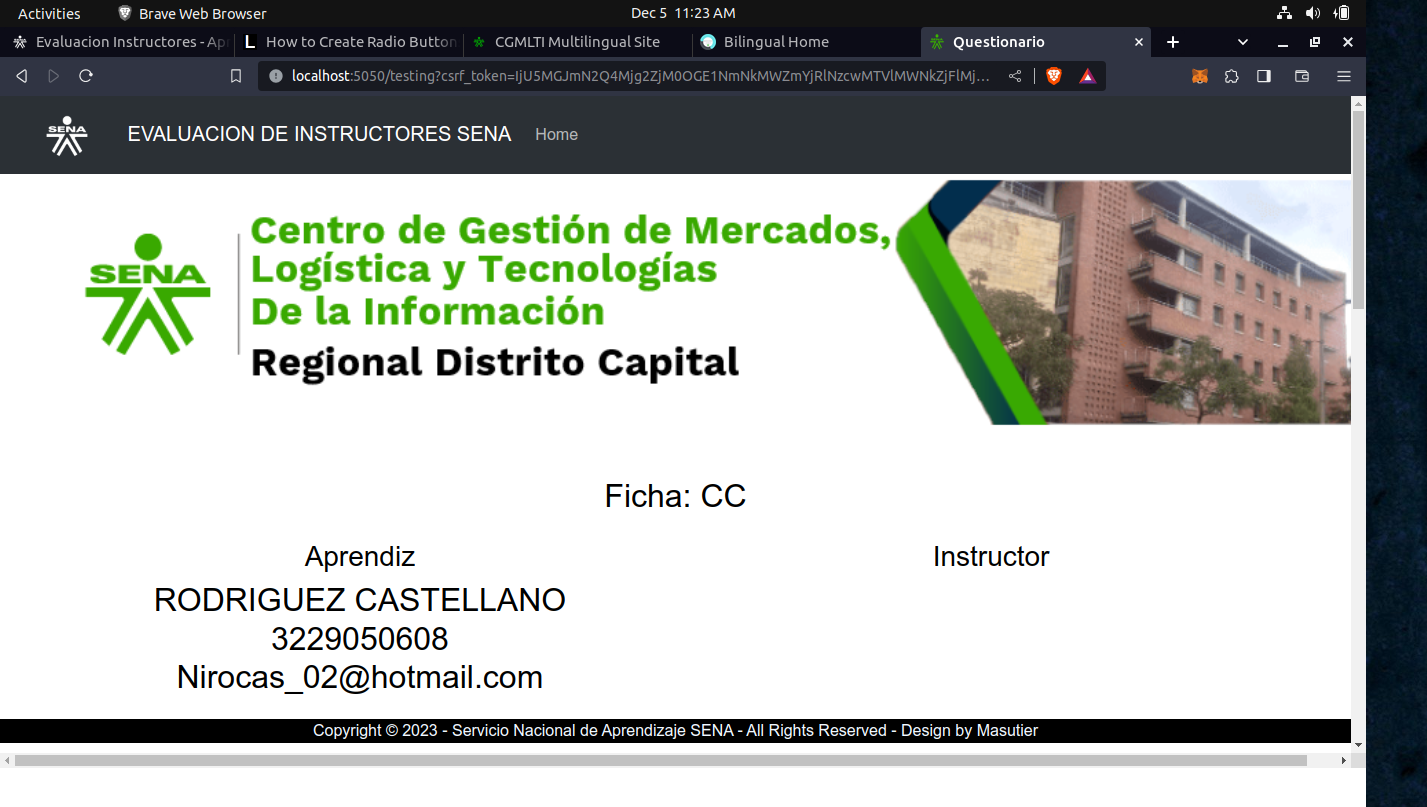 Activities
Brave Web Browser
Dec 5 11:23 AM
Evaluacion Instructores - Apr
How to Create Radio Button
CGMLTI Multilingual Site
Bilingual Home
Questionario
localhost:5050/testing?csrf_token=
SENA
EVALUACION DE INSTRUCTORES SENA
Home
SENA
Centro de Gestión de Mercados,
Logística y Tecnologías
De la Información
Regional Distrito Capital
Ficha: CC
Aprendiz
Instructor
RODRIGUEZ CASTELLANO
3229050608
Nirocas_02@hotmail.com
Copyright © 2023 - Servicio Nacional de Aprendizaje SENA - All Rights Reserved - Design by Masutier